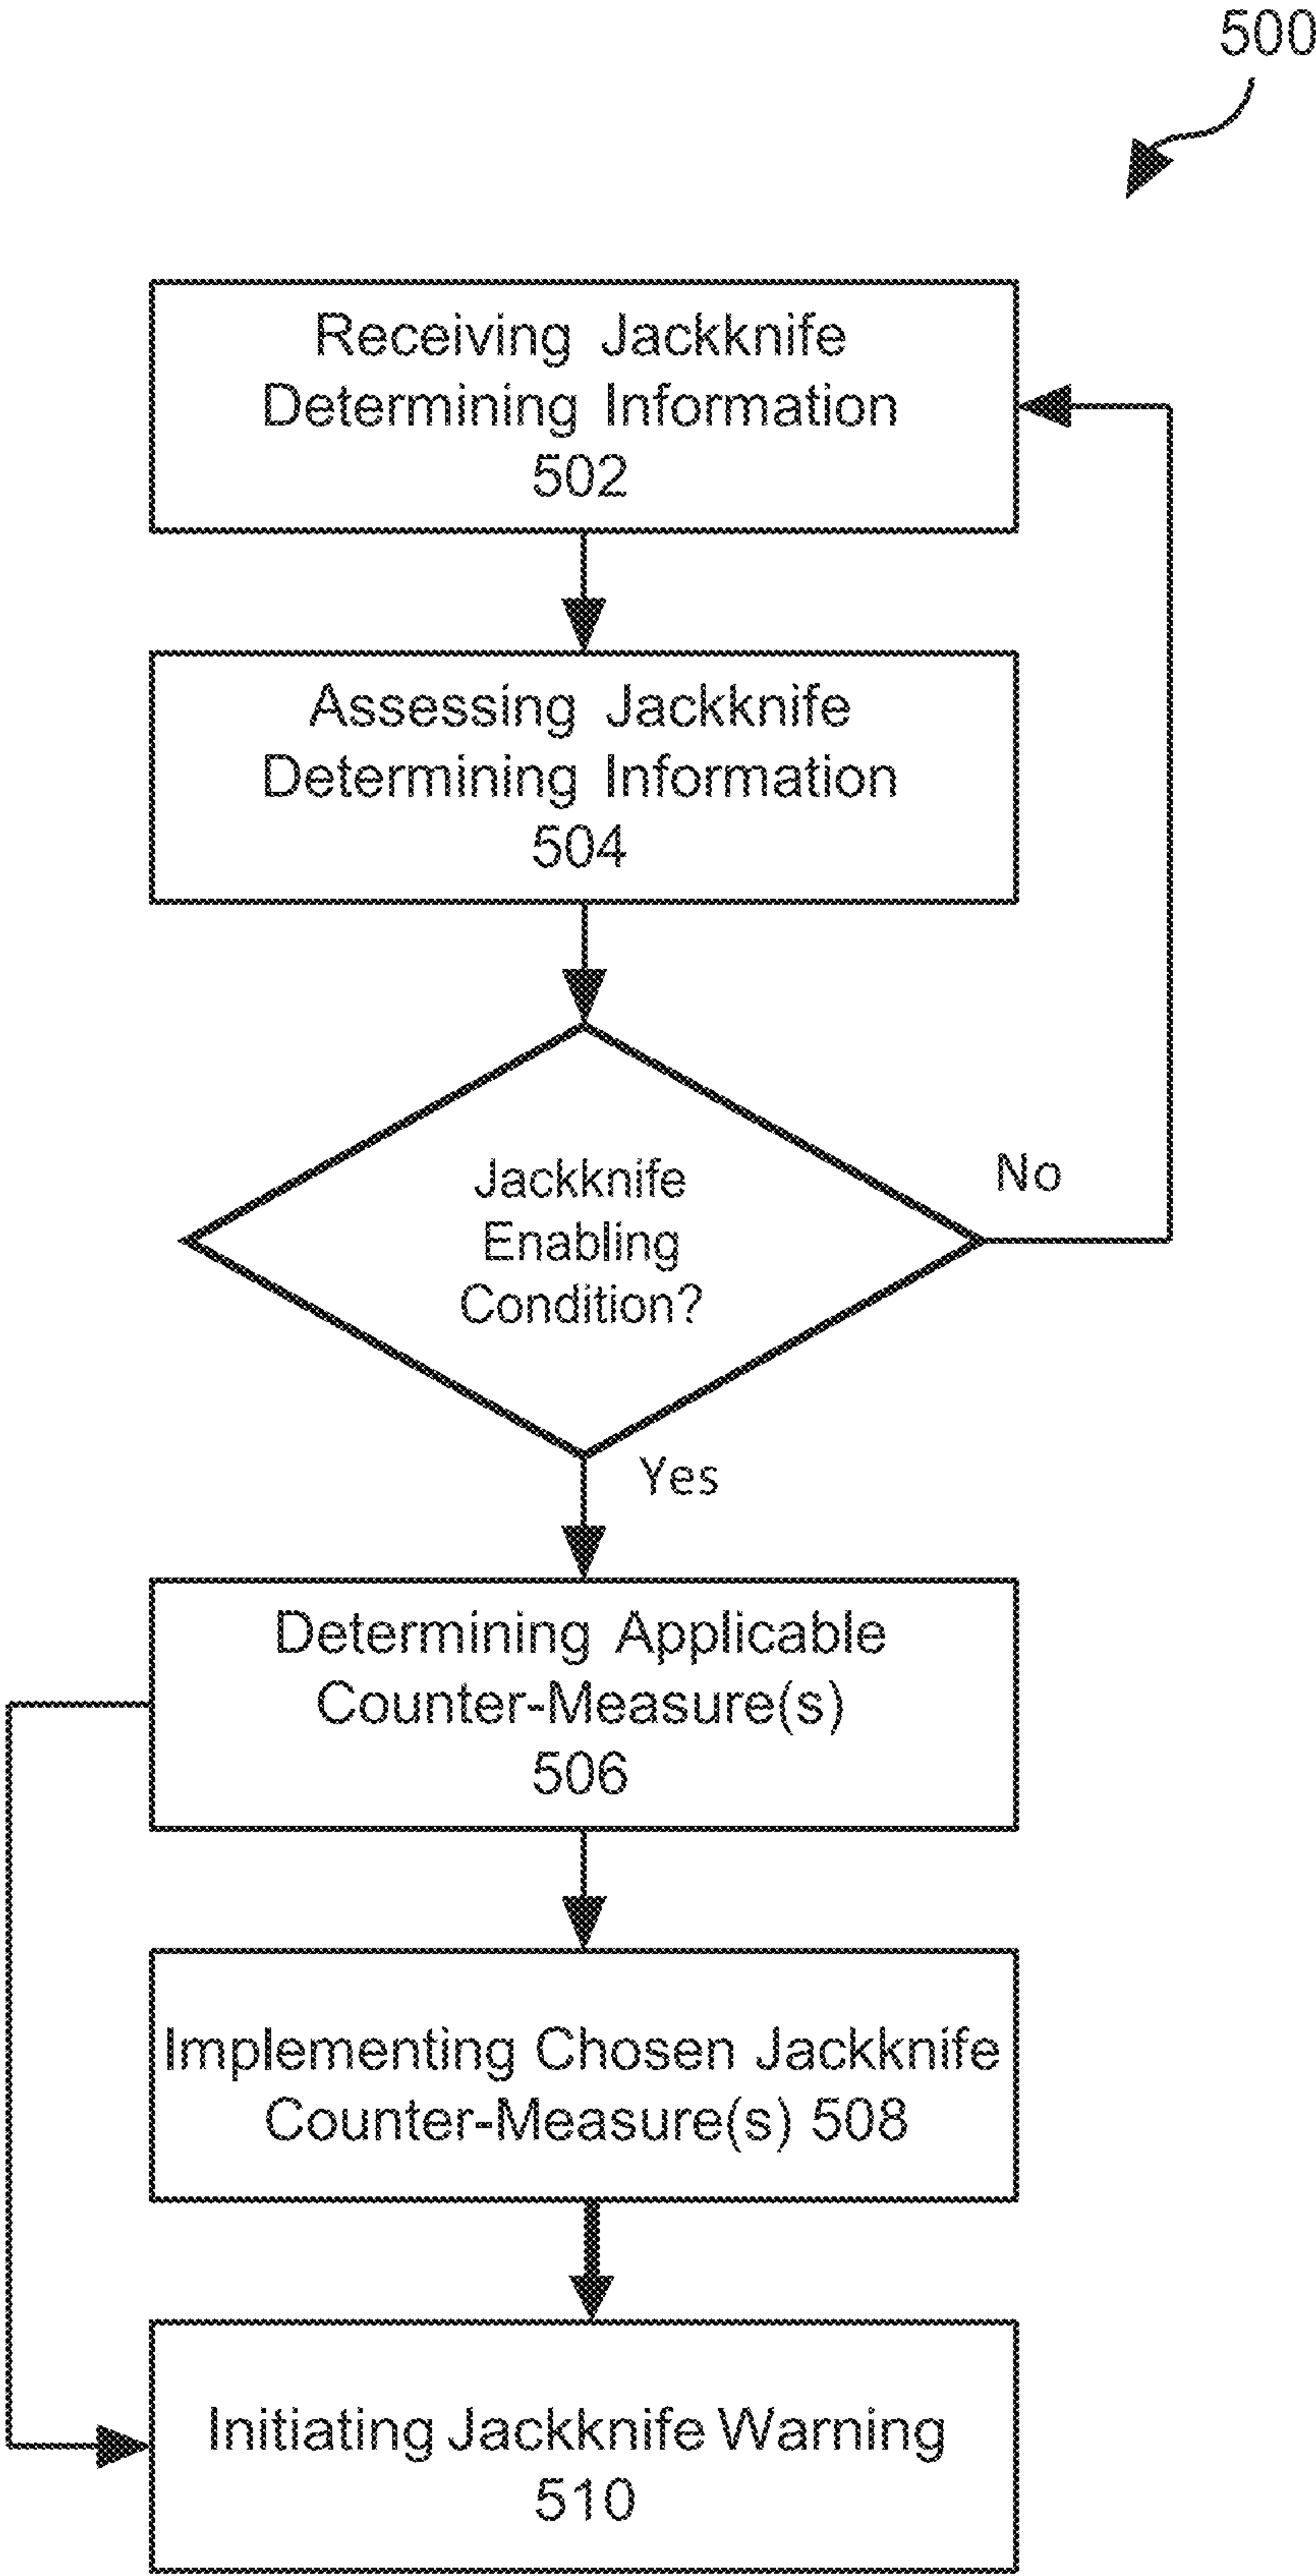 500
Receiving Jackknife
Determining Information
502
Assessing Jackknife
Determining Information
504
Jackknife
Enabling
Condition?
No
Yes
Determining Applicable
Counter-Measure(s)
506
Implementing Chosen Jackknife
Counter-Measure(s) 508
Initiating Jackknife Warning
510